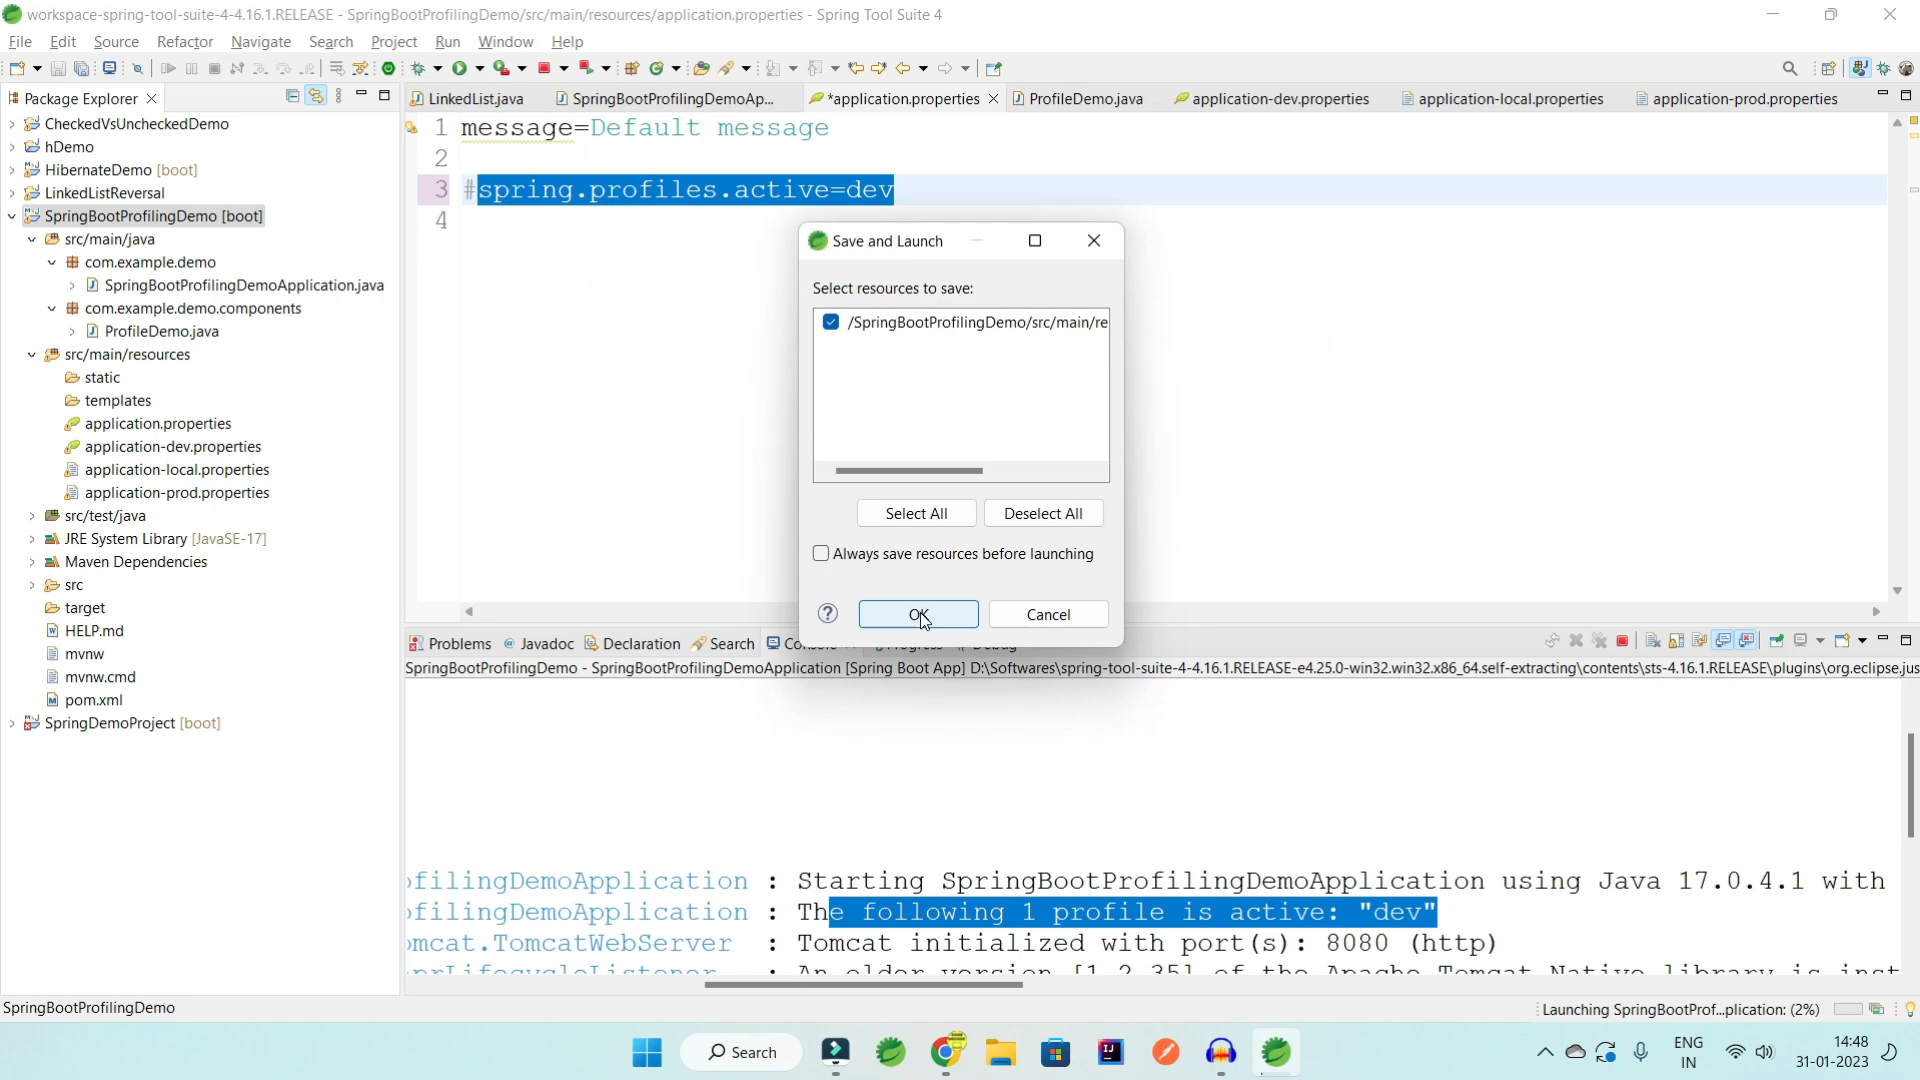 workspace-spring-tool-suite-4-4.16.1.RELEASE - SpringBootProfilingDemo/src/main/resources/application.properties - Spring Tool Suite 4
File Edit Source Refactor Navigate Search Project Run Window Help
Package Explorer
LinkedList.java SpringBootProfilingDemoAp... *application.properties ProfileDemo.java application-dev.properties application-local.properties application-prod.properties
CheckedVsUncheckedDemo
hDemo
HibernateDemo [boot]
LinkedListReversal
SpringBootProfilingDemo [boot]
src/main/java
com.example.demo
SpringBootProfilingDemoApplication.java
com.example.demo.components
ProfileDemo.java
src/main/resources
static
templates
application.properties
application-dev.properties
application-local.properties
application-prod.properties
src/test/java
JRE System Library [JavaSE-17]
Maven Dependencies
src
target
HELP.md
mvnw
mvnw.cmd
pom.xml
SpringDemoProject [boot]
1 message=Default message
2
3 #spring.profiles.active=dev
4
Save and Launch
Select resources to save:
/SpringBootProfilingDemo/src/main/re
Select All Deselect All
Always save resources before launching
OK Cancel
Problems Javadoc Declaration Search
SpringBootProfilingDemo - SpringBootProfilingDemoApplication [Spring Boot App] D:\Softwares\spring-tool-suite-4-4.16.1.RELEASE-e4.25.0-win32.win32.x86_64.self-extracting\contents\sts-4.16.1.RELEASE\plugins\org.eclipse.jus
ofilingDemoApplication : Starting SpringBootProfilingDemoApplication using Java 17.0.4.1 with
ofilingDemoApplication : The following 1 profile is active: "dev"
omcat.TomcatWebServer : Tomcat initialized with port(s): 8080 (http)
SpringBootProfilingDemo
Launching SpringBootProf...plication: (2%)
Search
ENG
IN
14:48
31-01-2023